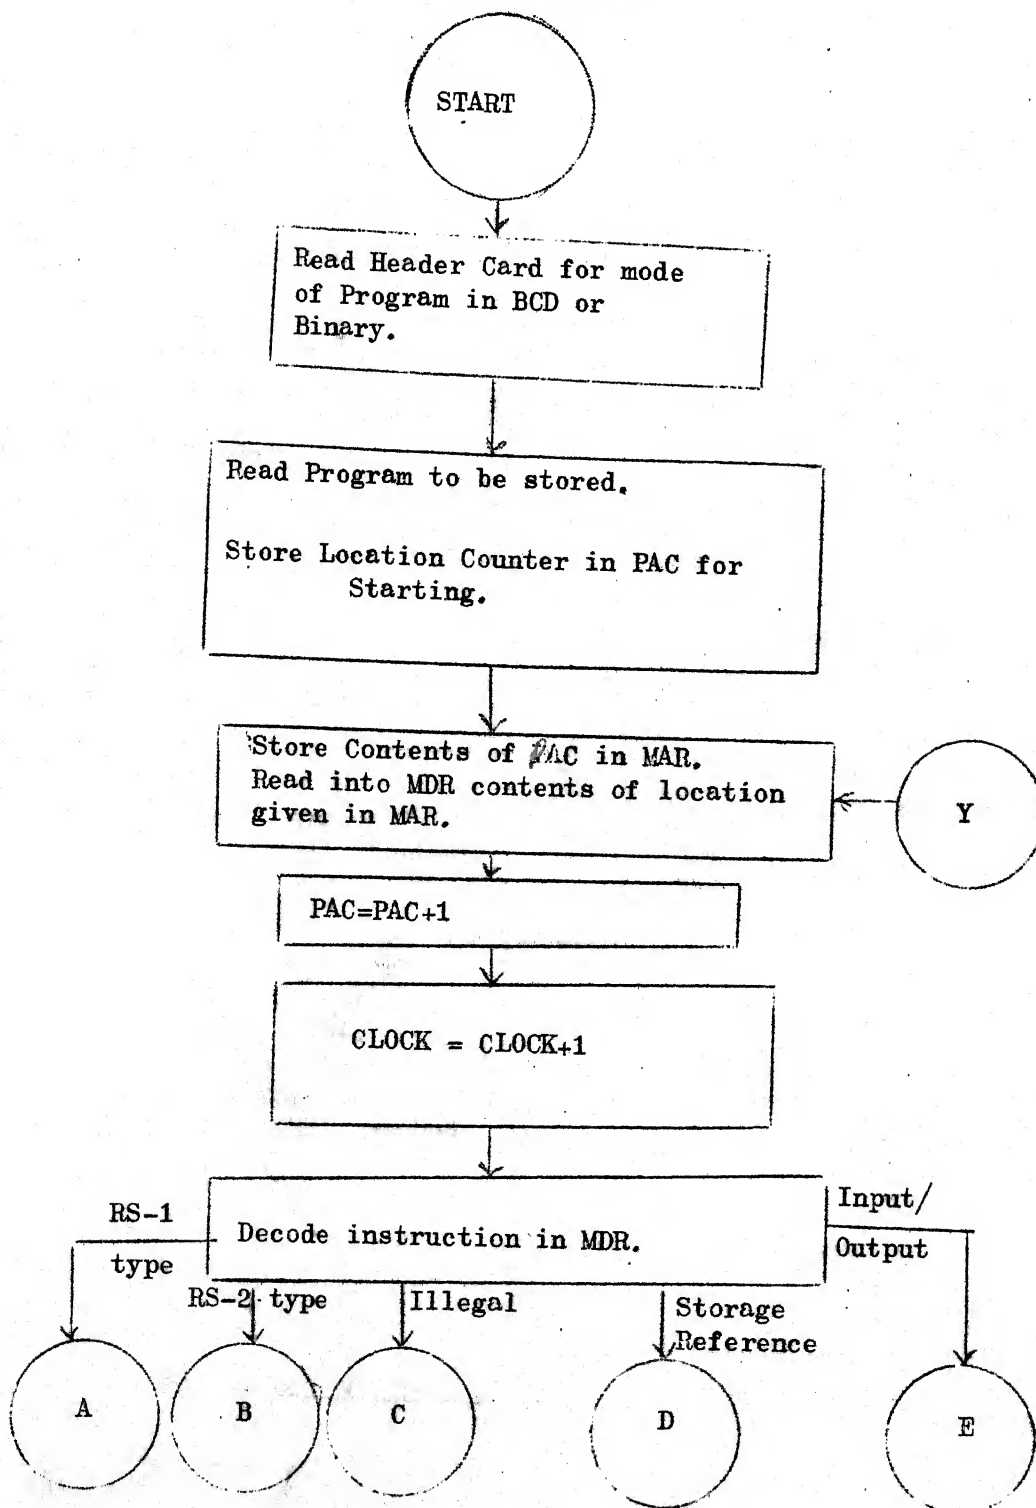 START
Read Header Card for mode
of Program in BCD or
Binary.
Read Program to be stored.
Store Location Counter in PAC for
Starting.
Store Contents of PAC in MAR.
Read into MDR contents of location
given in MAR.
Y
PAC=PAC+1
CLOCK = CLOCK+1
RS-1
type
Decode instruction in MDR.
Input/
Output
RS-2 type
Illegal
Storage
Reference
A
B
C
D
E